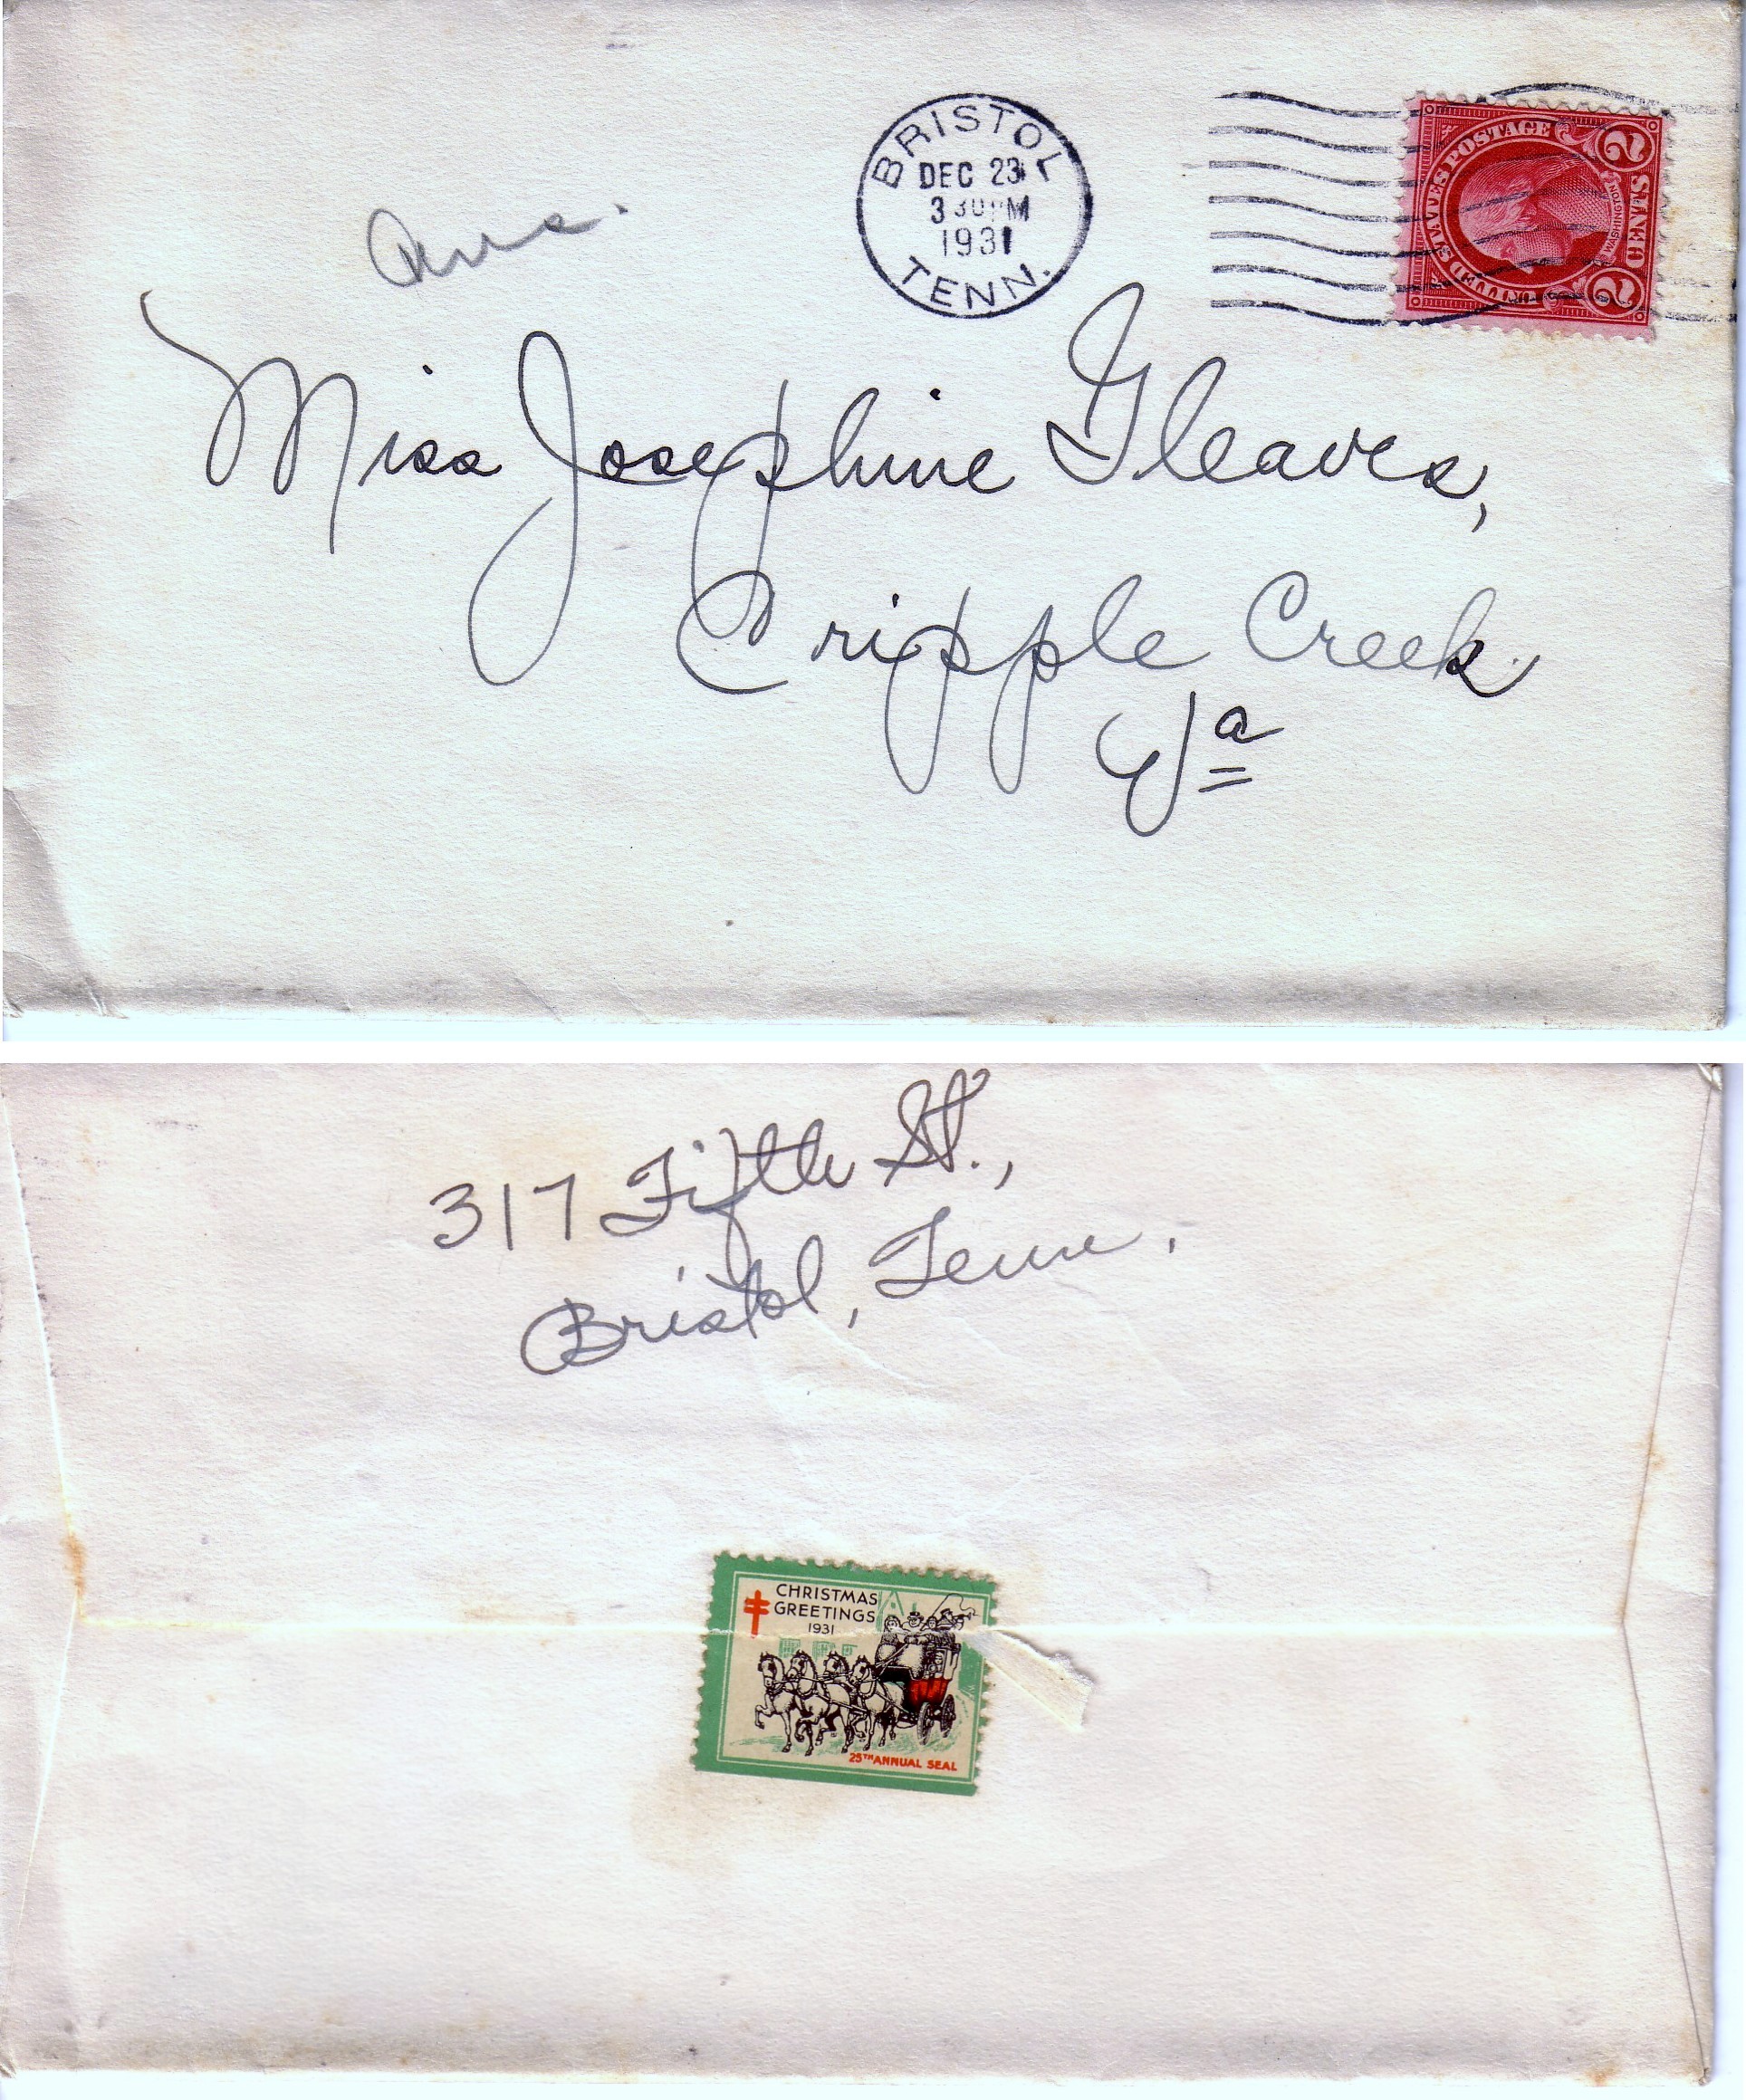 BRISTOL
DEC 23
3 30 PM
1931
TENN.
UNITED STATES POSTAGE
WASHINGTON
2 CENTS 2
Ans.
Miss Josephine Gleaves,
Cripple Creek
Va
317 Fifth St.,
Bristol, Tenn.
CHRISTMAS
GREETINGS
1931
25TH ANNUAL SEAL